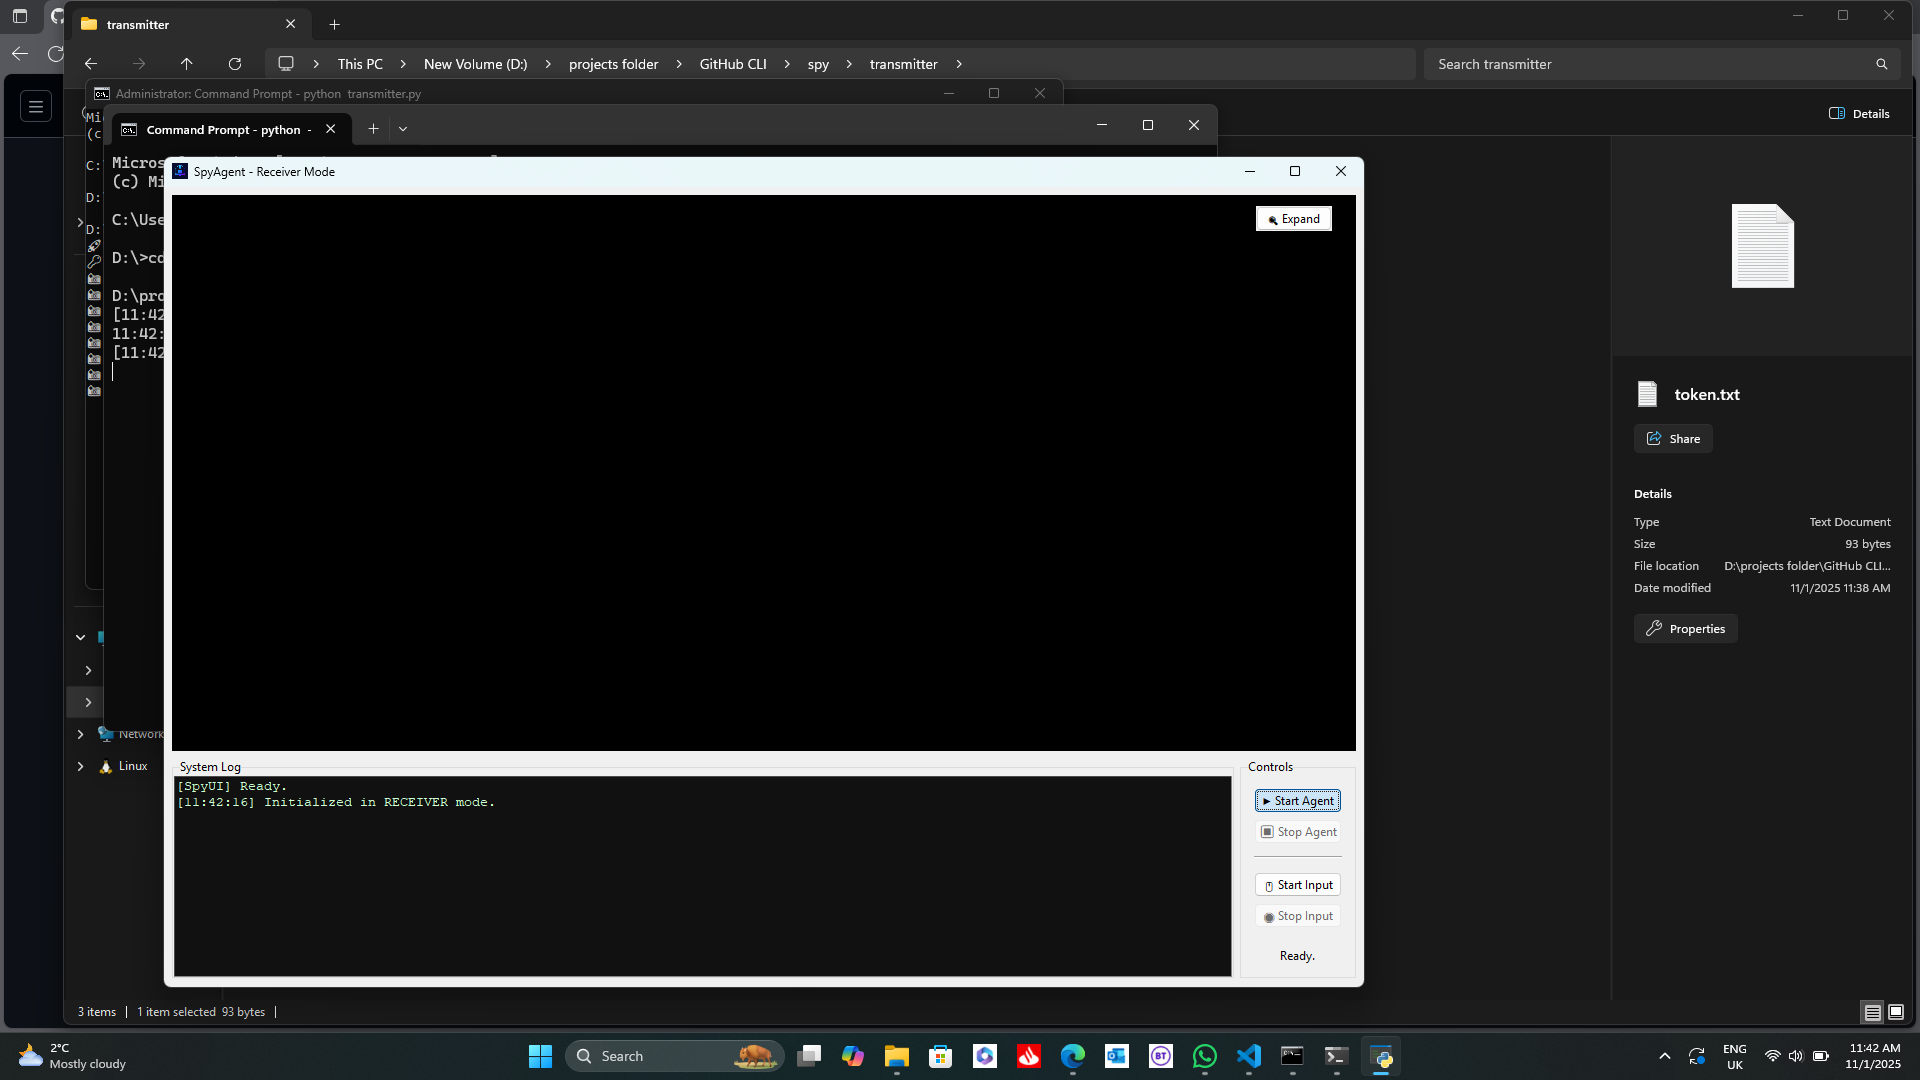 transmitter
This PC
New Volume (D:)
projects folder
GitHub CLI
spy
transmitter
Search transmitter
Administrator: Command Prompt - python transmitter.py
Details
Command Prompt - python -
(c) Mi
C:\Use
D:\>cd
D:\pro
[11:42
11:42:
[11:42
SpyAgent - Receiver Mode
Expand
token.txt
Share
Details
Type Text Document
Size 93 bytes
File location D:\projects folder\GitHub CLI...
Date modified 11/1/2025 11:38 AM
Properties
Network
Linux
System Log
[SpyUI] Ready.
[11:42:16] Initialized in RECEIVER mode.
Controls
Start Agent
Stop Agent
Start Input
Stop Input
Ready.
3 items
1 item selected 93 bytes
2°C
Mostly cloudy
Search
BT
ENG
UK
11:42 AM
11/1/2025